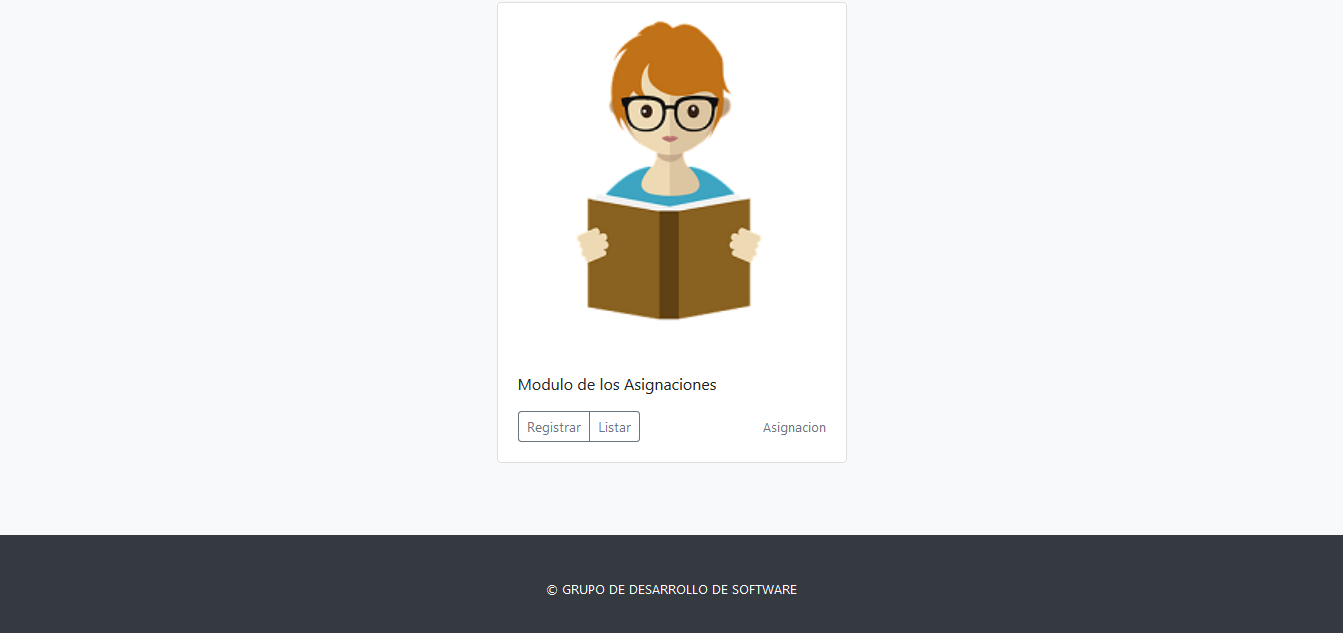 Modulo de los Asignaciones
Registrar Listar Asignacion
© GRUPO DE DESARROLLO DE SOFTWARE